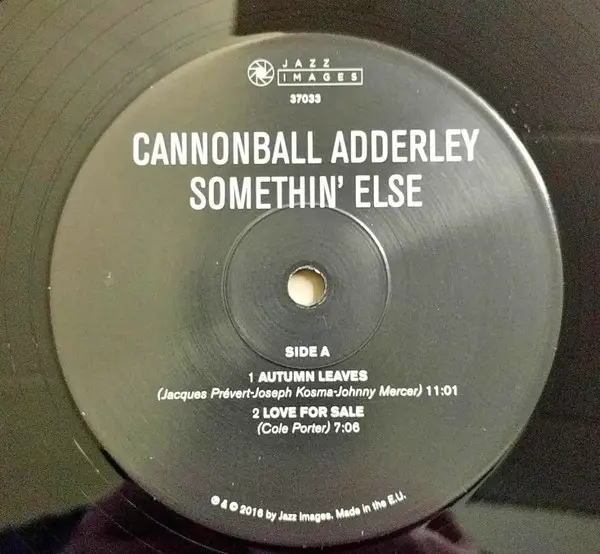 JAZZ
IMAGES
37033
CANNONBALL ADDERLEY
SOMETHIN' ELSE
SIDE A
1 AUTUMN LEAVES
(Jacques Prévert-Joseph Kosma-Johnny Mercer) 11:01
2 LOVE FOR SALE
(Cole Porter) 7:06
℗ & © 2016 by Jazz Images. Made in the E.U.